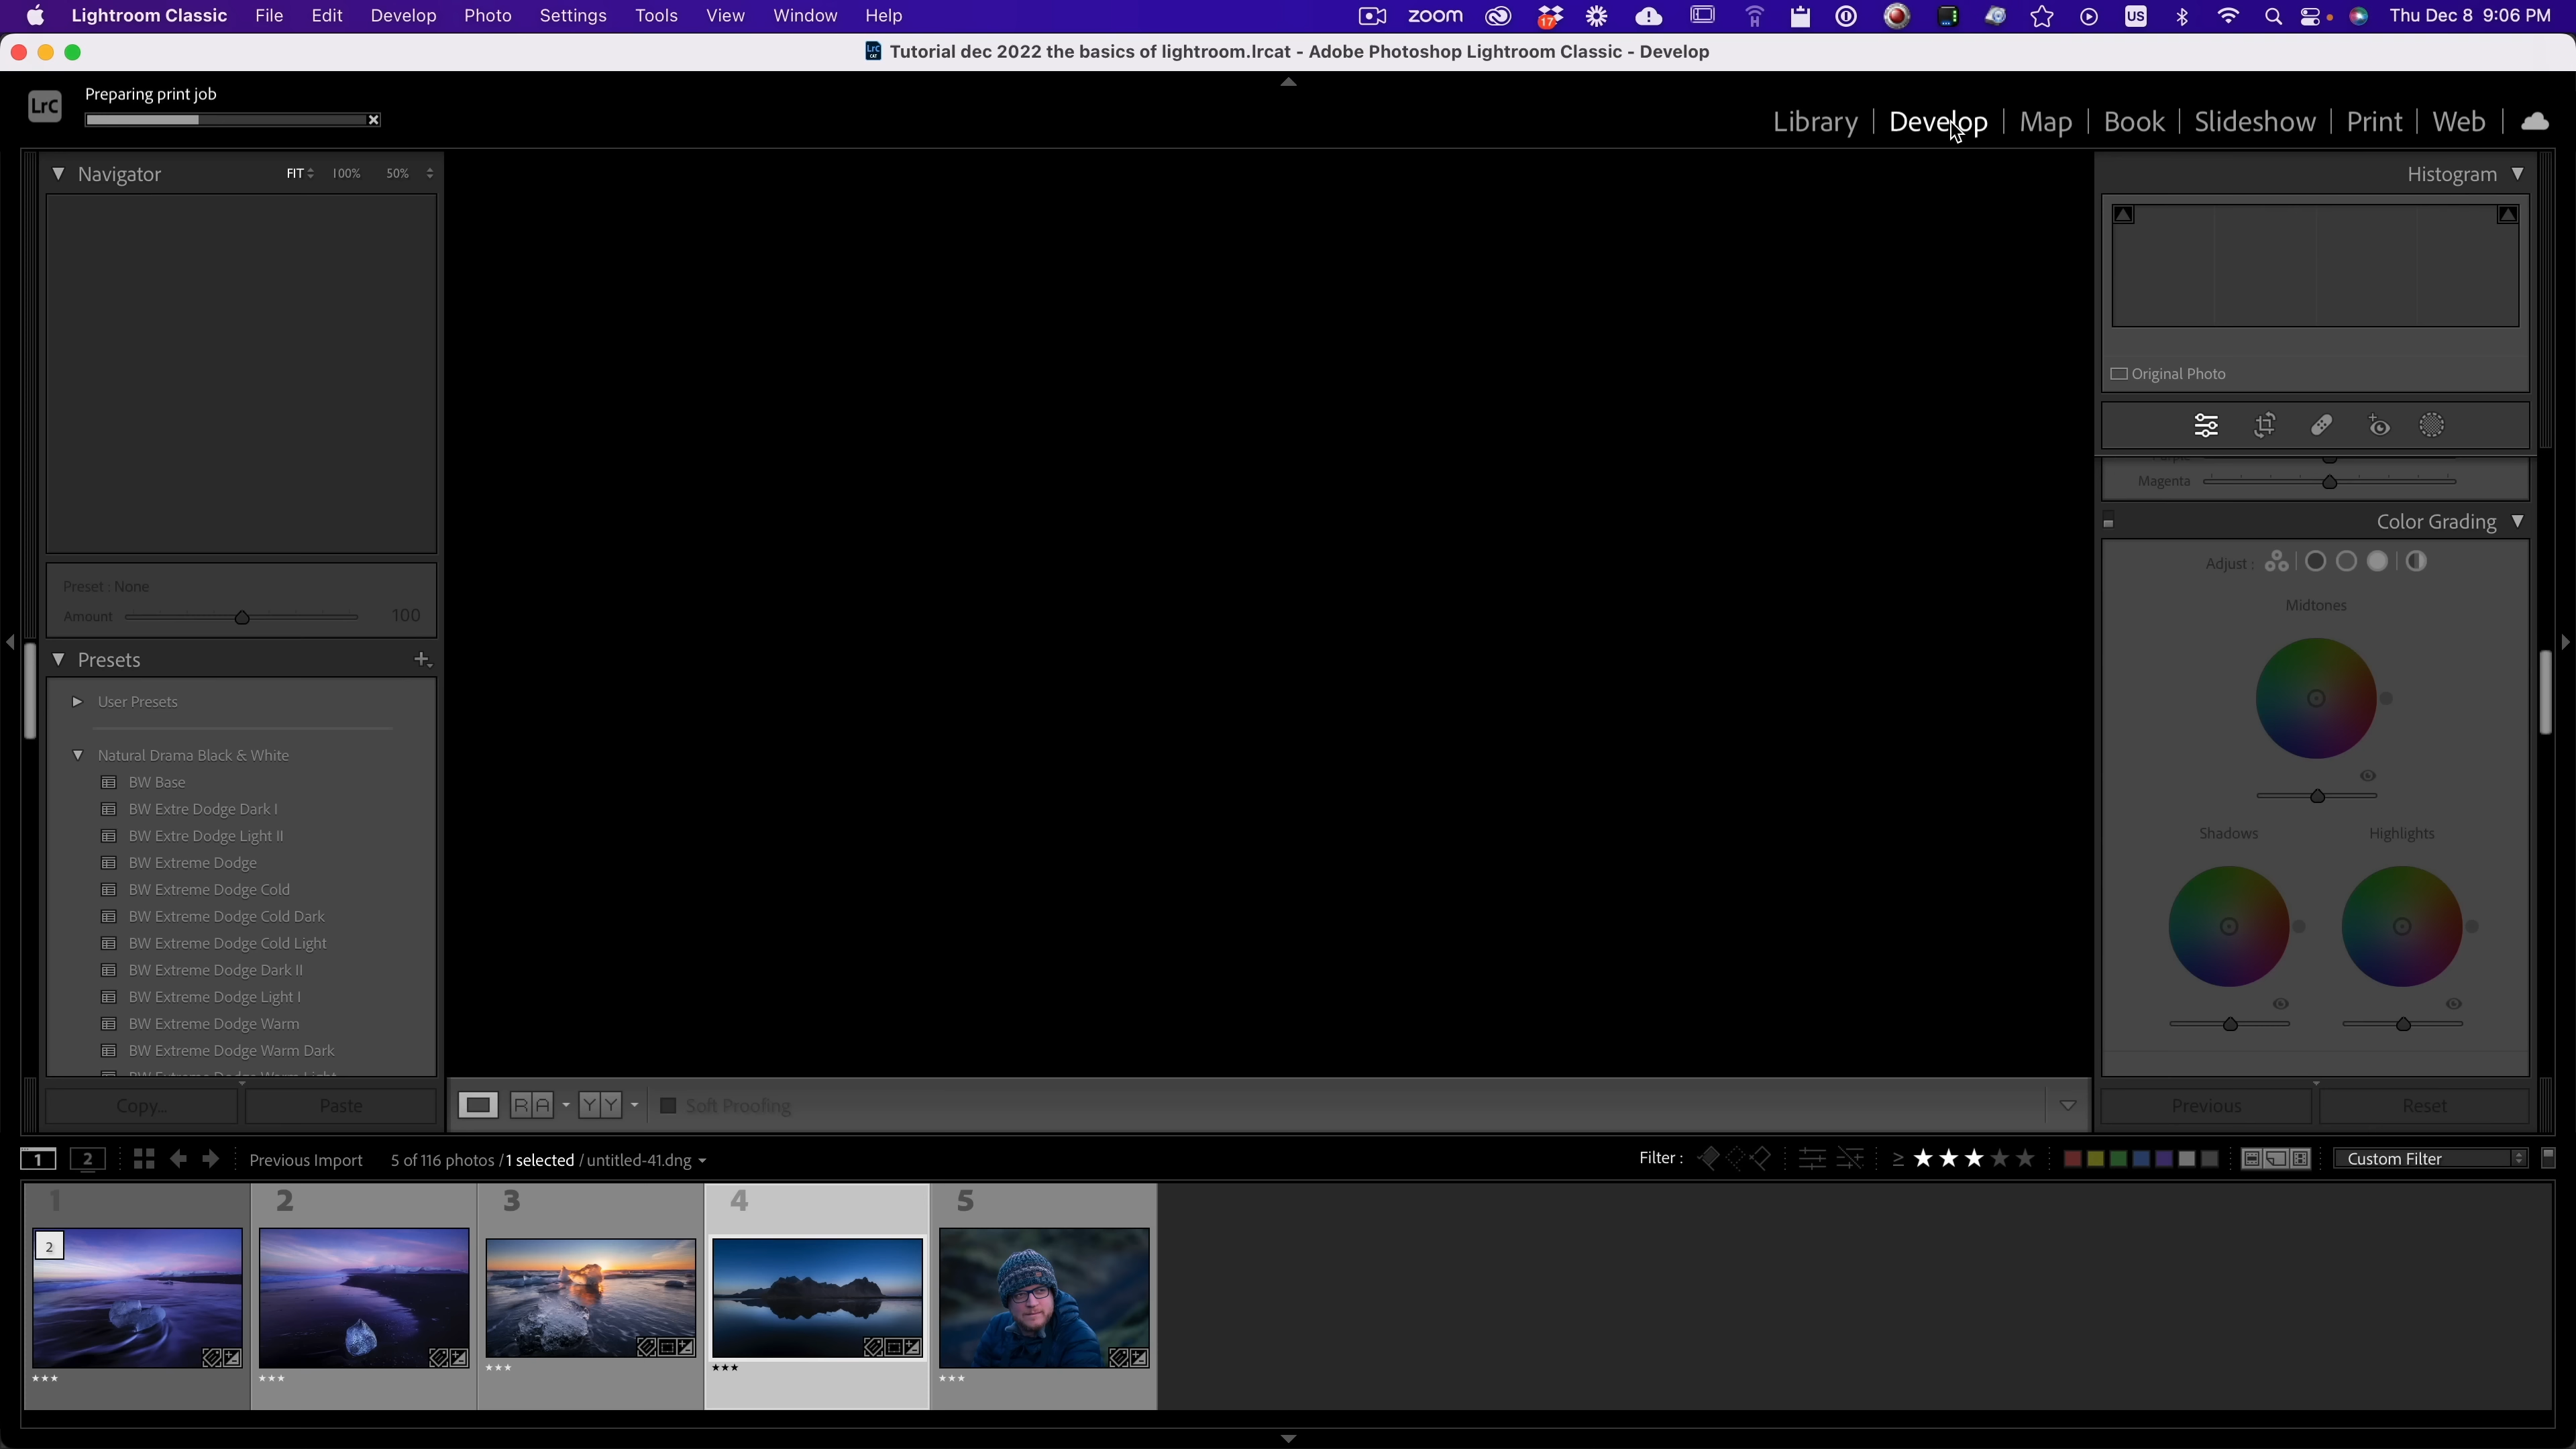 Lightroom Classic File Edit Develop Photo Settings Tools View Window Help zoom 17 US Thu Dec 8 9:06 PM
Tutorial dec 2022 the basics of lightroom.lrcat - Adobe Photoshop Lightroom Classic - Develop
LrC Preparing print job
Library | Develop | Map | Book | Slideshow | Print | Web
Navigator FIT 100% 50%
Histogram
Original Photo
Magenta
Color Grading
Adjust :
Midtones
Shadows Highlights
Preset : None
Amount 100
Presets
User Presets
Natural Drama Black & White
BW Base
BW Extre Dodge Dark I
BW Extre Dodge Light II
BW Extreme Dodge
BW Extreme Dodge Cold
BW Extreme Dodge Cold Dark
BW Extreme Dodge Cold Light
BW Extreme Dodge Dark II
BW Extreme Dodge Light I
BW Extreme Dodge Warm
BW Extreme Dodge Warm Dark
BW Extreme Dodge Warm Light
Copy... Paste
R A Y Y Soft Proofing
Previous Reset
1 2 Previous Import 5 of 116 photos / 1 selected / untitled-41.dng
Filter : ≥ Custom Filter
1 2 3 4 5
2